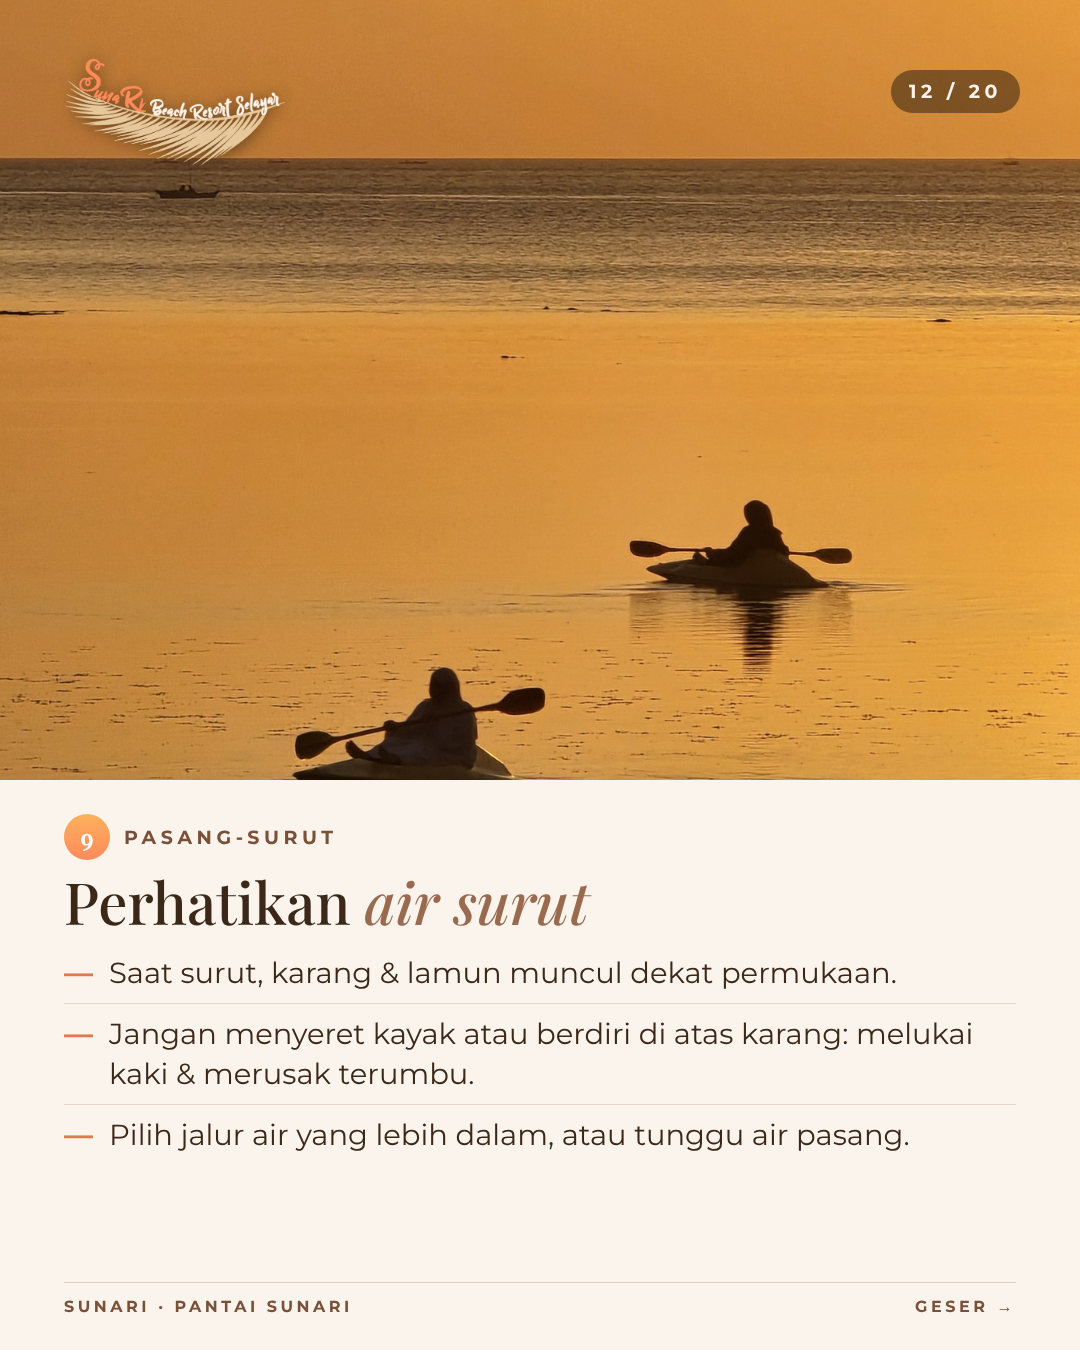 SunaRi Beach Resort Selayar
12 / 20
9 PASANG-SURUT
Perhatikan air surut
— Saat surut, karang & lamun muncul dekat permukaan.
— Jangan menyeret kayak atau berdiri di atas karang: melukai
kaki & merusak terumbu.
— Pilih jalur air yang lebih dalam, atau tunggu air pasang.
SUNARI · PANTAI SUNARI
GESER →